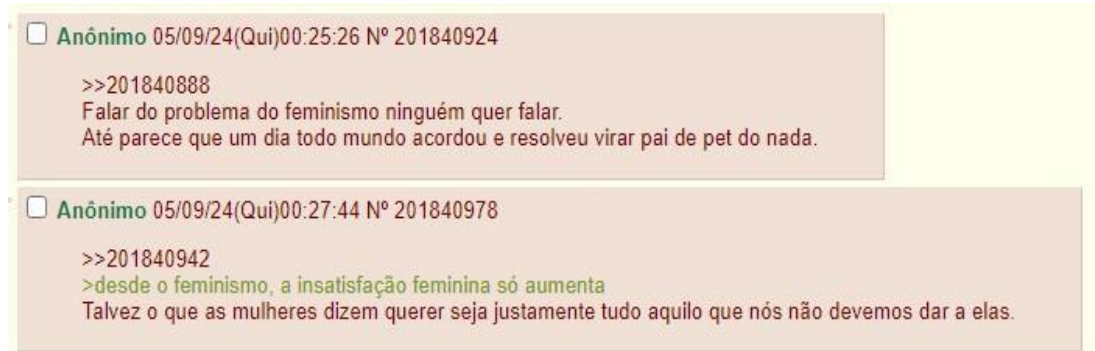 Anônimo 05/09/24(Qui)00:25:26 Nº 201840924
>>201840888
Falar do problema do feminismo ninguém quer falar.
Até parece que um dia todo mundo acordou e resolveu virar pai de pet do nada.
Anônimo 05/09/24(Qui)00:27:44 Nº 201840978
>>201840942
>desde o feminismo, a insatisfação feminina só aumenta
Talvez o que as mulheres dizem querer seja justamente tudo aquilo que nós não devemos dar a elas.